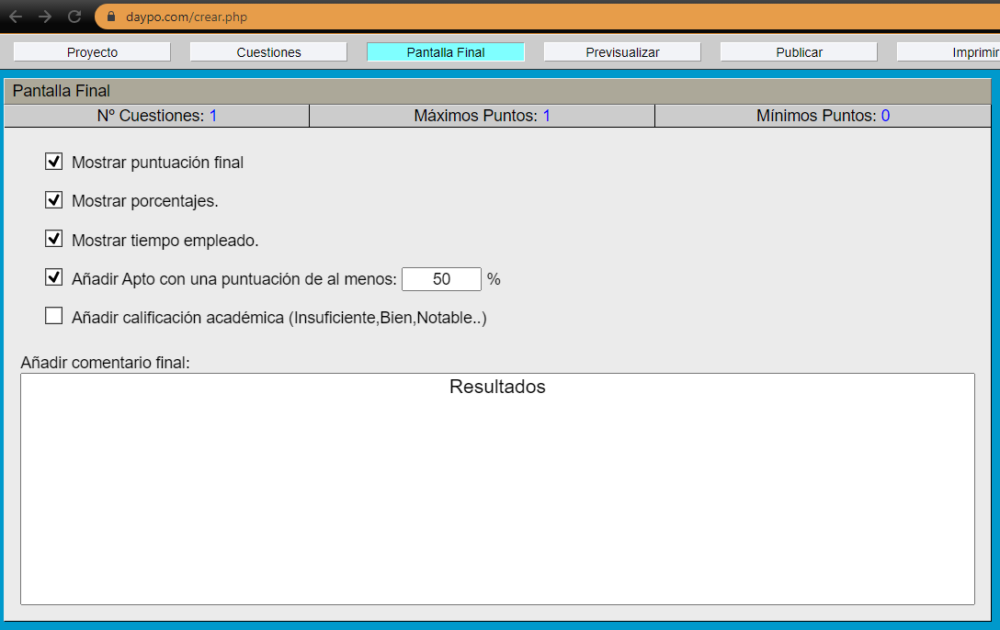 daypo.com/crear.php
Proyecto Cuestiones Pantalla Final Previsualizar Publicar Imprimir
Pantalla Final
Nº Cuestiones: 1 Máximos Puntos: 1 Mínimos Puntos: 0
Mostrar puntuación final
Mostrar porcentajes.
Mostrar tiempo empleado.
Añadir Apto con una puntuación de al menos: 50 %
Añadir calificación académica (Insuficiente,Bien,Notable..)
Añadir comentario final:
Resultados